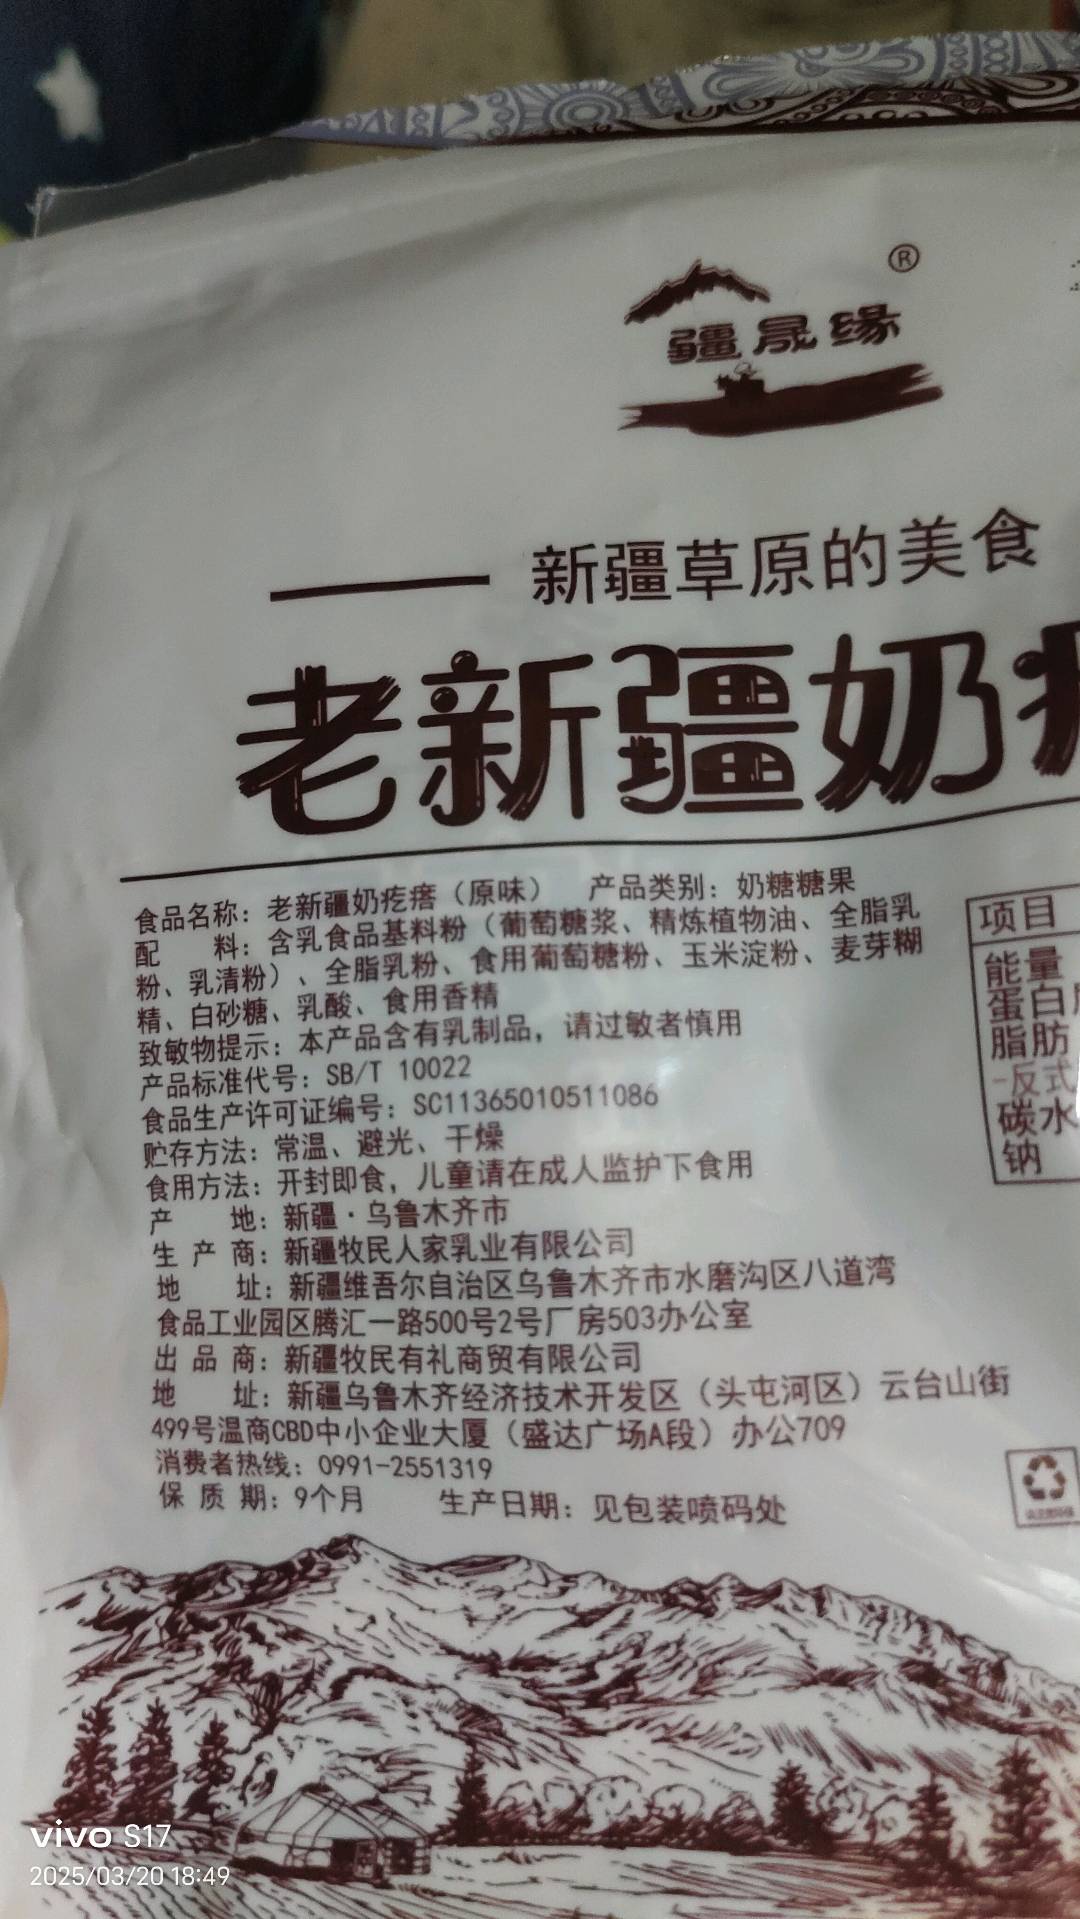 疆晟缘®
新疆草原的美食
老新疆奶
食品名称：老新疆奶疙瘩（原味） 产品类别：奶糖糖果
配 料：含乳食品基料粉（葡萄糖浆、精炼植物油、全脂乳
粉、乳清粉）、全脂乳粉、食用葡萄糖粉、玉米淀粉、麦芽糊
精、白砂糖、乳酸、食用香精
致敏物提示：本产品含有乳制品，请过敏者慎用
产品标准代号：SB/T 10022
食品生产许可证编号：SC11365010511086
贮存方法：常温、避光、干燥
食用方法：开封即食，儿童请在成人监护下食用
产 地：新疆·乌鲁木齐市
生 产 商：新疆牧民人家乳业有限公司
地 址：新疆维吾尔自治区乌鲁木齐市水磨沟区八道湾
食品工业园区腾汇一路500号2号厂房503办公室
出 品 商：新疆牧民有礼商贸有限公司
地 址：新疆乌鲁木齐经济技术开发区（头屯河区）云台山街
499号温商CBD中小企业大厦（盛达广场A段）办公709
消费者热线：0991-2551319
保 质 期：9个月 生产日期：见包装喷码处
项目
能量
蛋白
脂肪
-反式
碳水
钠
vivo S17
2025/03/20 18:49